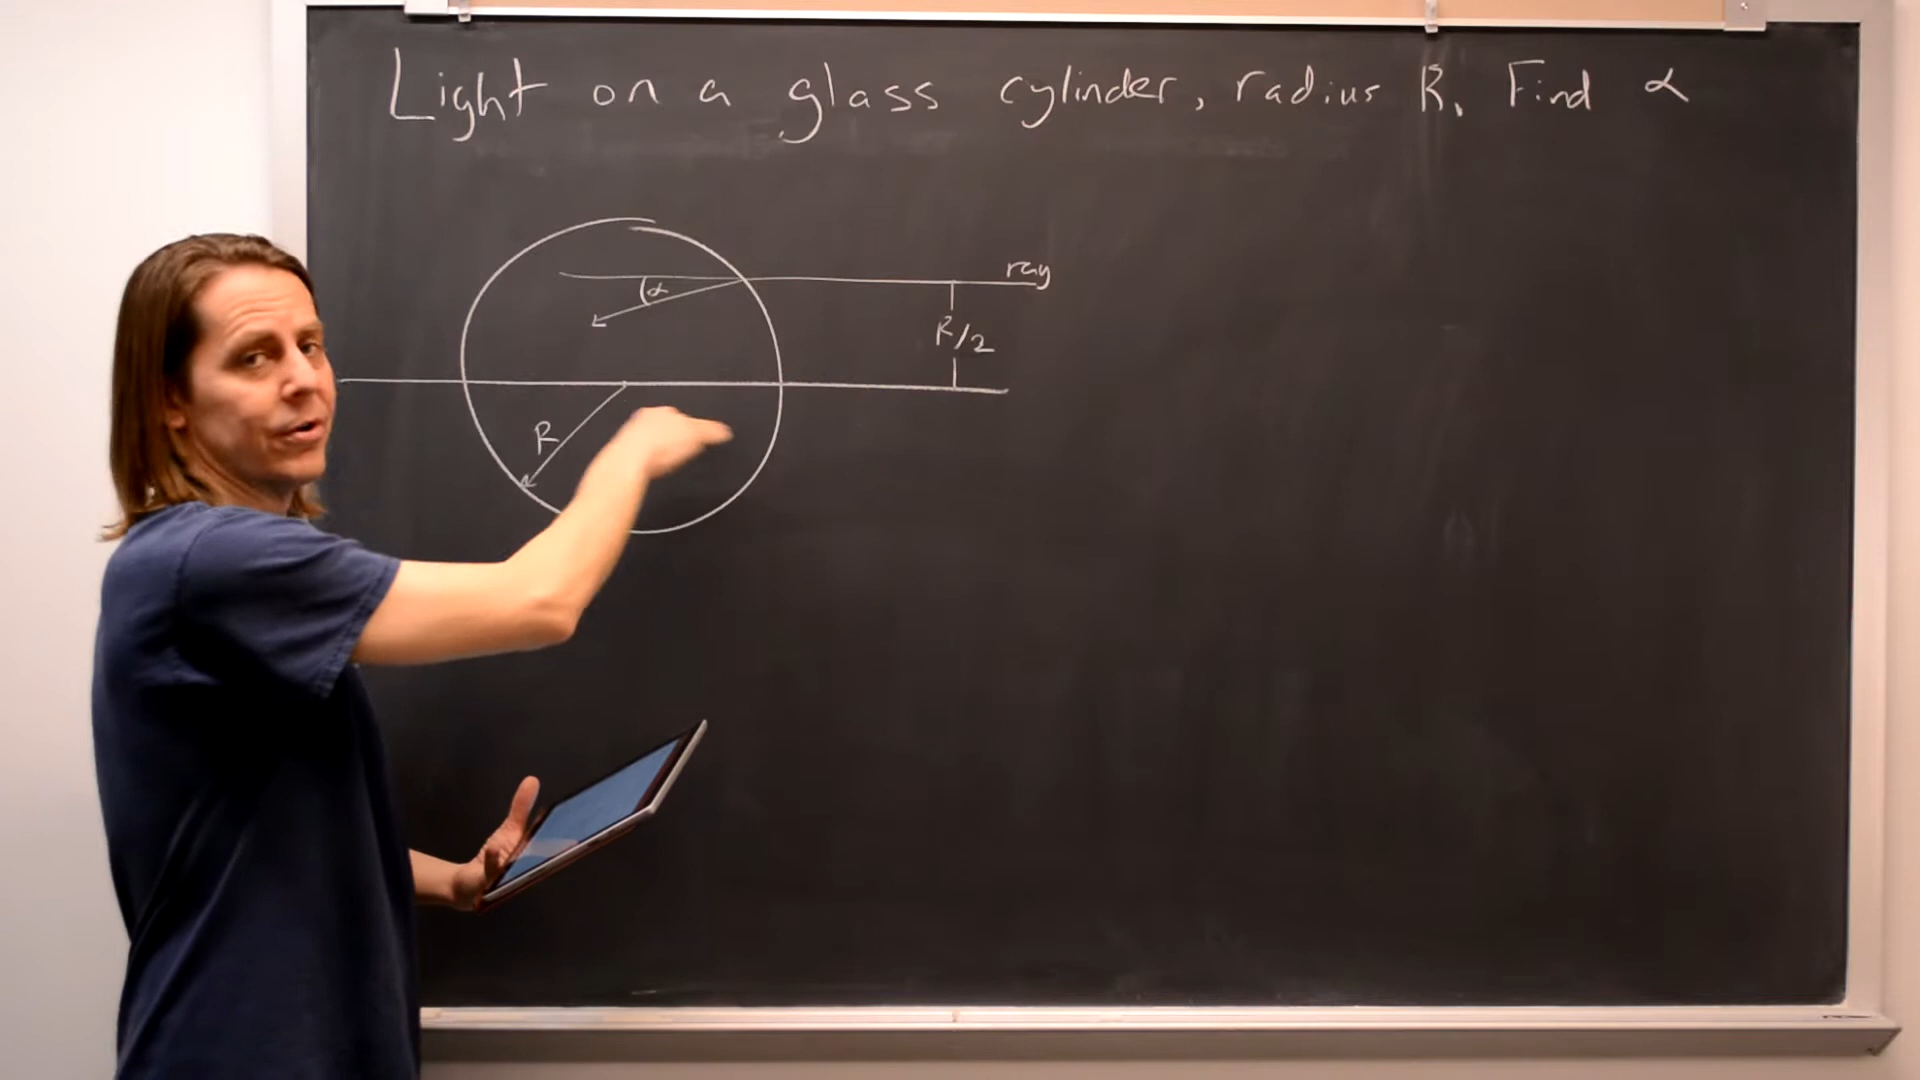 Light on a glass cylinder, radius R. Find α
ray
α
R/2
R